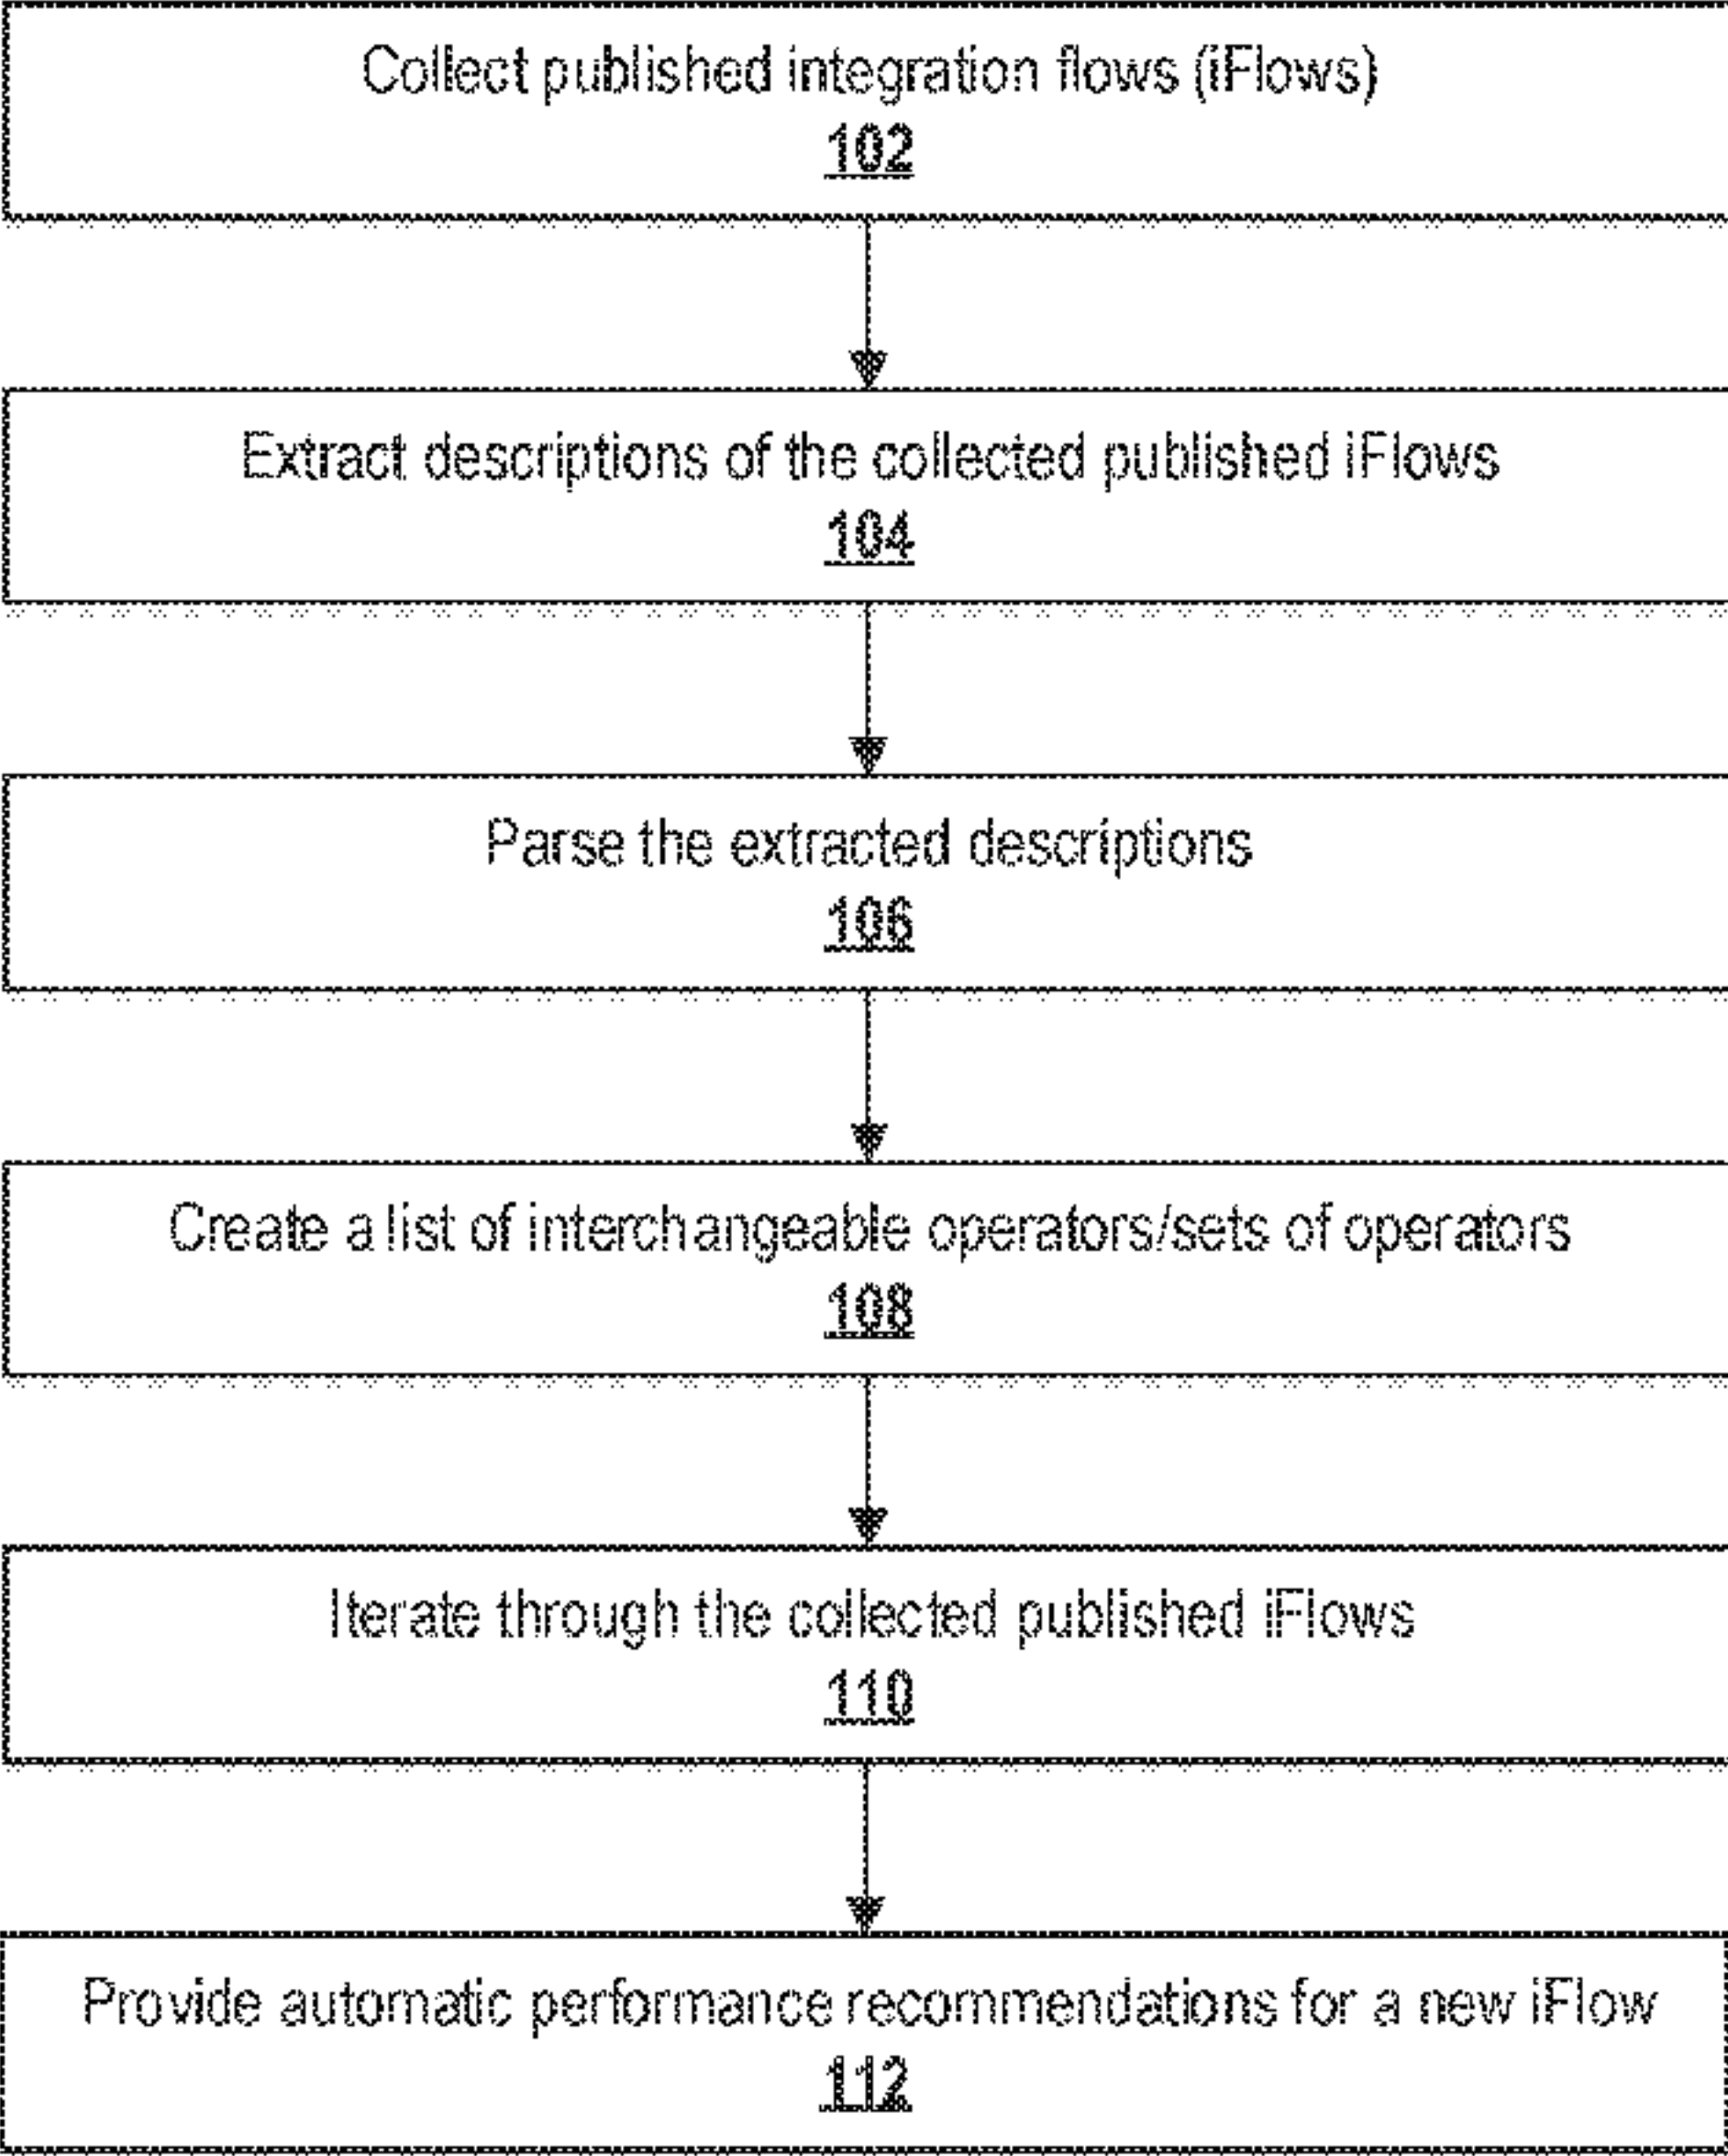 Collect published integration flows (iFlows)
102
Extract descriptions of the collected published iFlows
104
Parse the extracted descriptions
106
Create a list of interchangeable operators/sets of operators
108
Iterate through the collected published iFlows
110
Provide automatic performance recommendations for a new iFlow
112